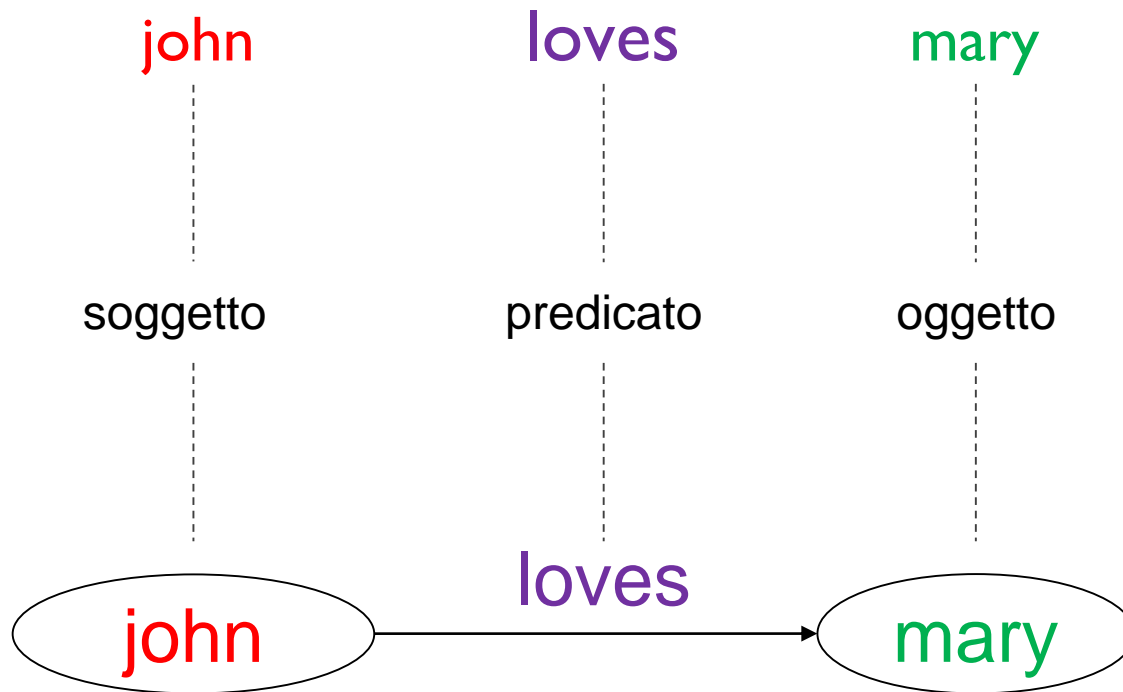 john loves mary
soggetto predicato oggetto
loves
john mary